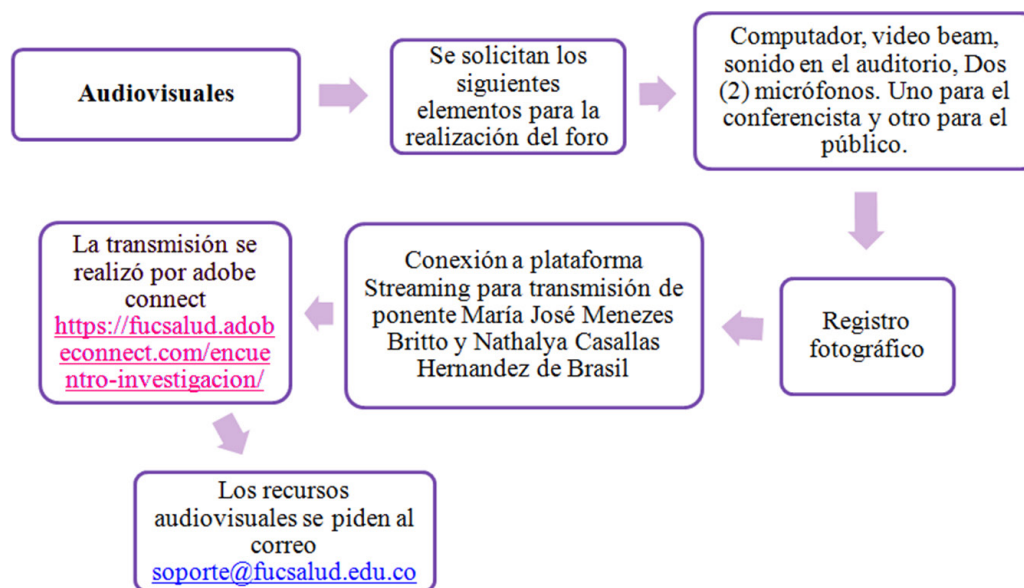 Audiovisuales
Se solicitan los
siguientes
elementos para la
realización del foro
Computador, video beam,
sonido en el auditorio, Dos
(2) micrófonos. Uno para el
conferencista y otro para el
público.
Registro
fotográfico
Conexión a plataforma
Streaming para transmisión de
ponente María José Menezes
Britto y Nathalya Casallas
Hernandez de Brasil
La transmisión se
realizó por adobe
connect
https://fucsalud.adob
econnect.com/encue
ntro-investigacion/
Los recursos
audiovisuales se piden al
correo
soporte@fucsalud.edu.co